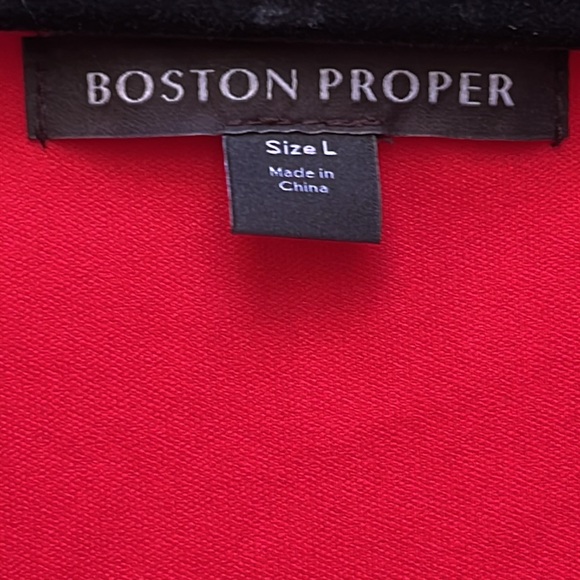 BOSTON PROPER
Size L
Made in
China